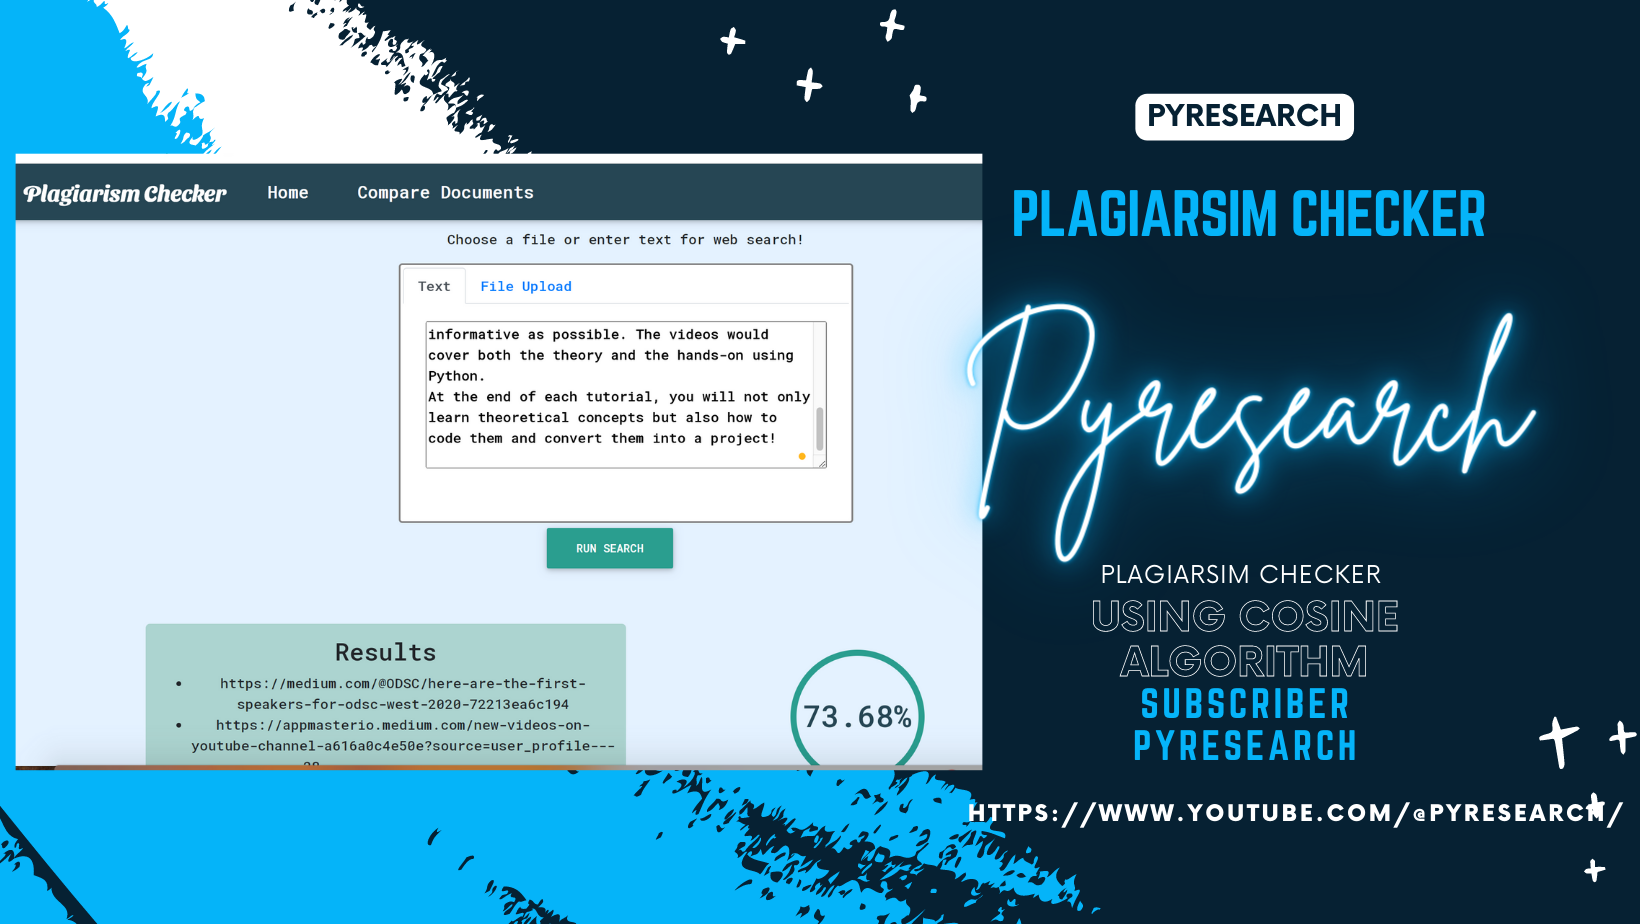 Plagiarism Checker Home Compare Documents
Choose a file or enter text for web search!
Text File Upload
informative as possible. The videos would
cover both the theory and the hands-on using
Python.
At the end of each tutorial, you will not only
learn theoretical concepts but also how to
code them and convert them into a project!
RUN SEARCH
Results
https://medium.com/@ODSC/here-are-the-first-
speakers-for-odsc-west-2020-72213ea6c194
https://appmasterio.medium.com/new-videos-on-
youtube-channel-a616a0c4e50e?source=user_profile---
73.68%
PYRESEARCH
PLAGIARSIM CHECKER
Pyresearch
PLAGIARSIM CHECKER
USING COSINE
ALGORITHM
SUBSCRIBER
PYRESEARCH
HTTPS://WWW.YOUTUBE.COM/@PYRESEARCH/